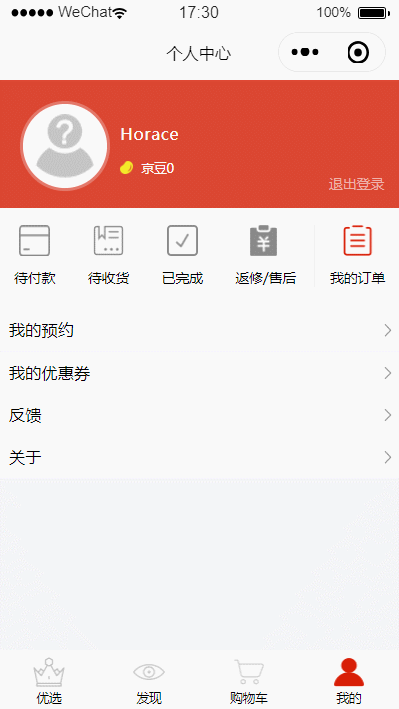 ●●●●● WeChat 17:30 100%
个人中心
Horace
京豆0
退出登录
待付款 待收货 已完成 返修/售后 我的订单
我的预约
我的优惠券
反馈
关于
优选 发现 购物车 我的